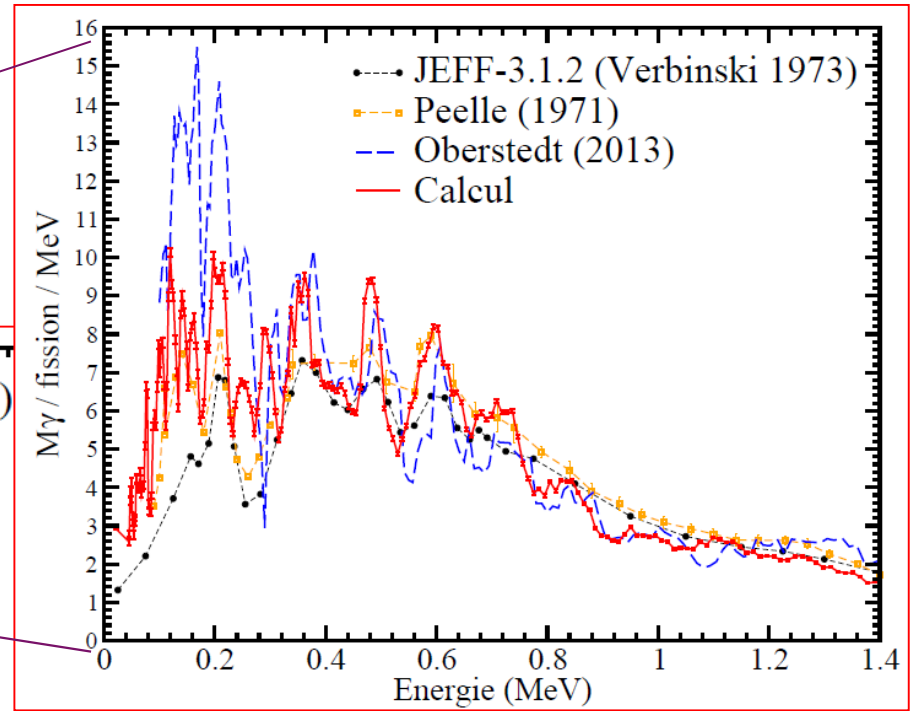 JEFF-3.1.2 (Verbinski 1973)
Peelle (1971)
Oberstedt (2013)
Calcul
Mγ / fission / MeV
16
15
14
13
12
11
10
9
8
7
6
5
4
3
2
1
0
0 0.2 0.4 0.6 0.8 1 1.2 1.4
Energie (MeV)
)